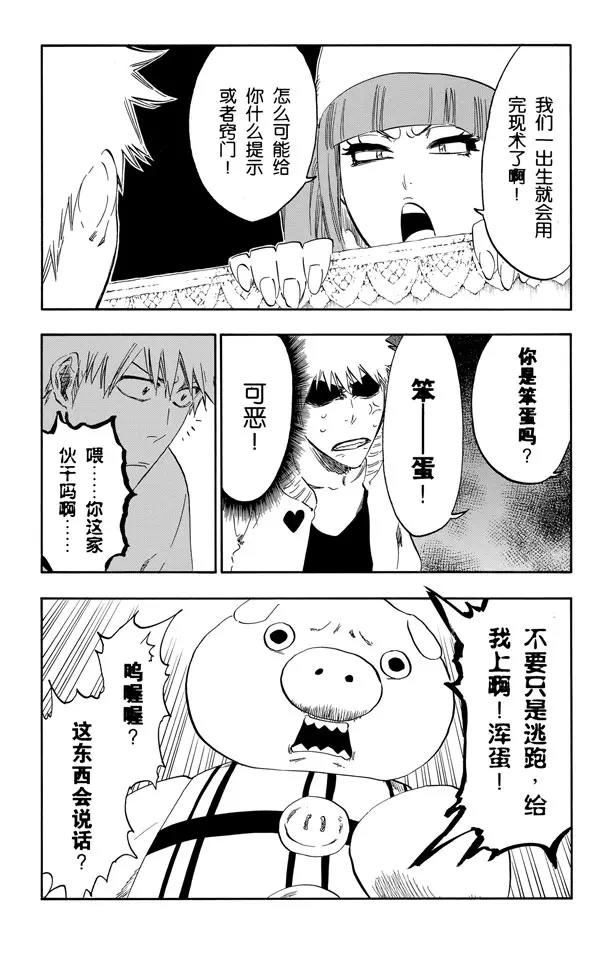 我们一出生就会用
完现术了啊！
怎么可能给
你什么提示
或者窍门！
你是笨蛋吗？
笨——蛋！
可恶！
喂……你这家
伙干吗啊……
不要只是逃跑，给
我上啊！浑蛋！
呜喔喔？
这东西会说话？